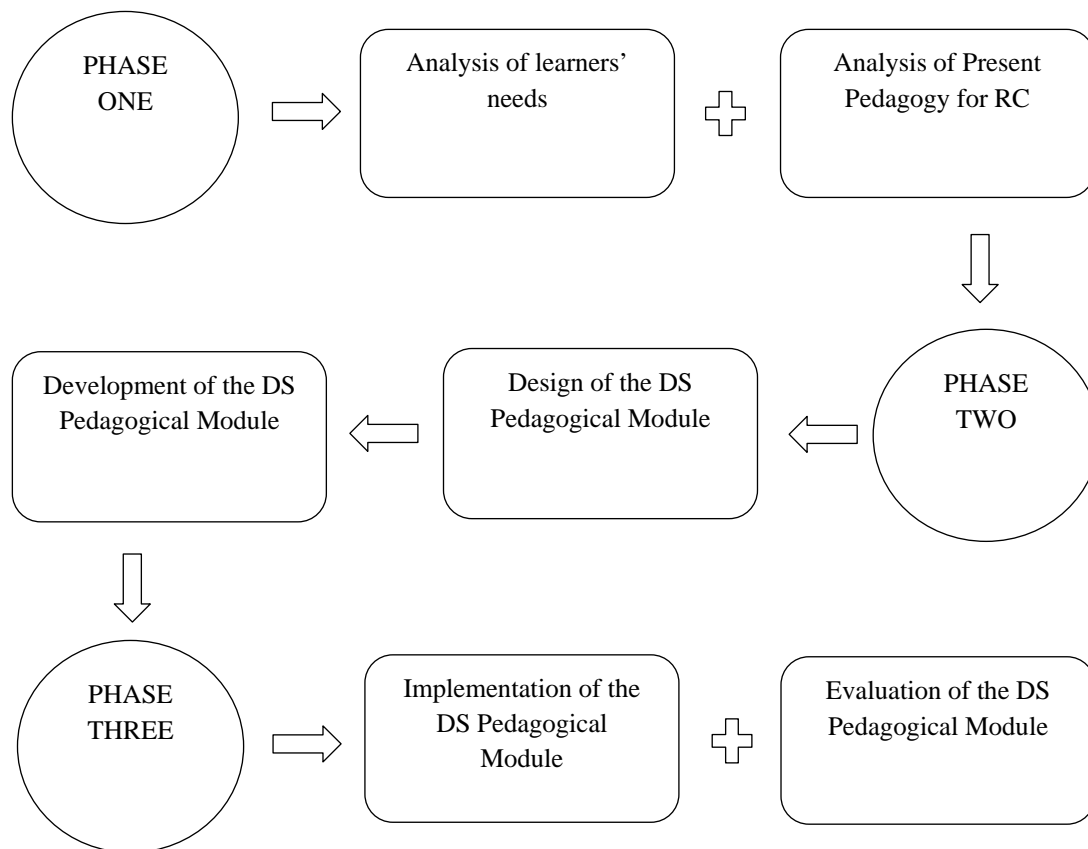 PHASE
ONE
Analysis of learners’
needs
Analysis of Present
Pedagogy for RC
PHASE
TWO
Design of the DS
Pedagogical Module
Development of the DS
Pedagogical Module
PHASE
THREE
Implementation of the
DS Pedagogical
Module
Evaluation of the DS
Pedagogical Module